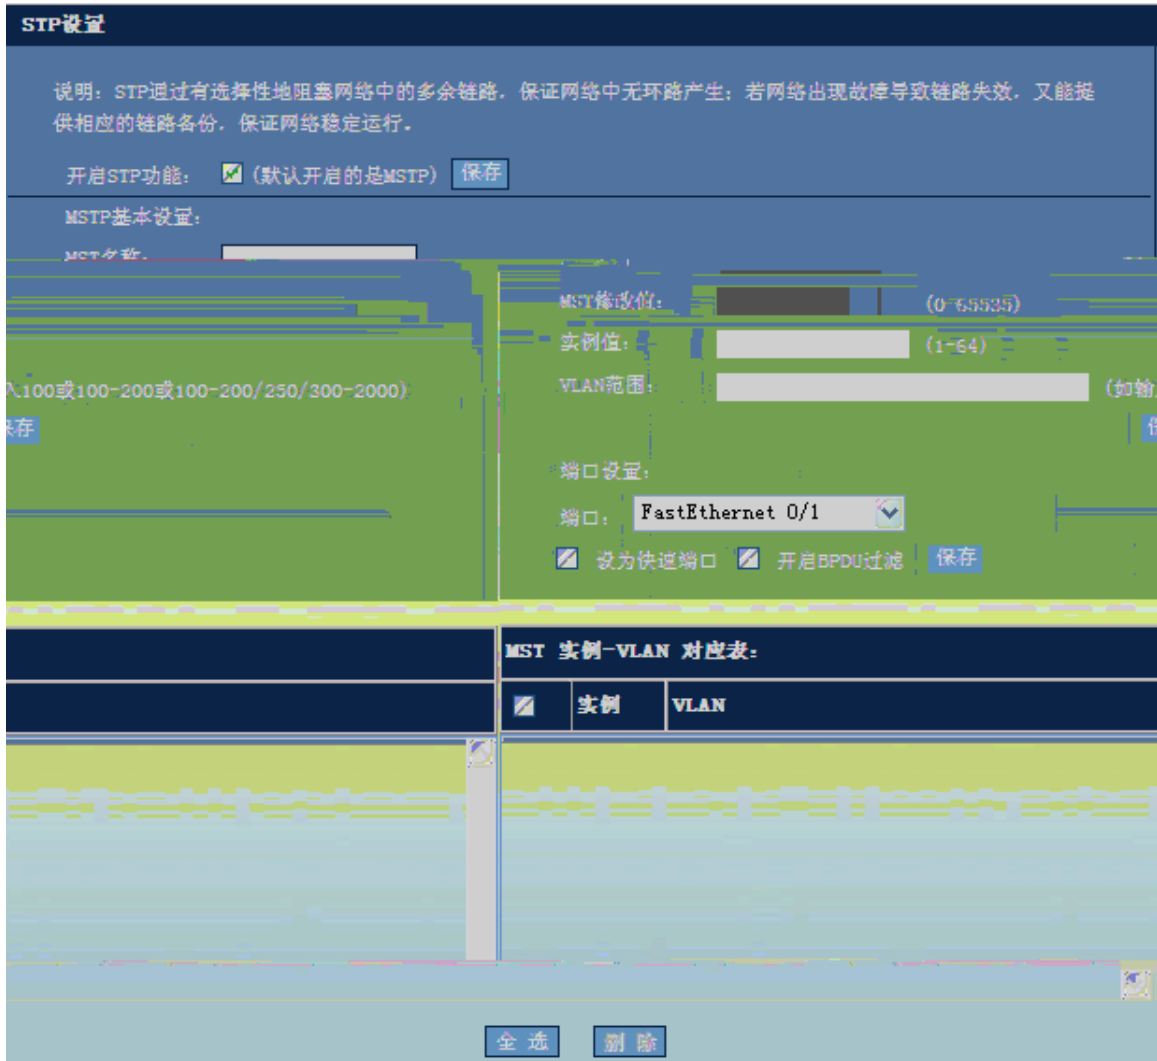 STP设置
说明：STP通过有选择性地阻塞网络中的多余链路，保证网络中无环路产生；若网络出现故障导致链路失效，又能提
供相应的链路备份，保证网络稳定运行。
开启STP功能： (默认开启的是MSTP) 保存
MSTP基本设置：
MST名称：
MST修改值： (0-65535)
实例值： (1-64)
VLAN范围： (如输入100或100-200或100-200/250/300-2000)
保存
端口设置：
端口： FastEthernet 0/1
设为快速端口 开启BPDU过滤 保存
MST 实例-VLAN 对应表：
实例 VLAN
全选 删除